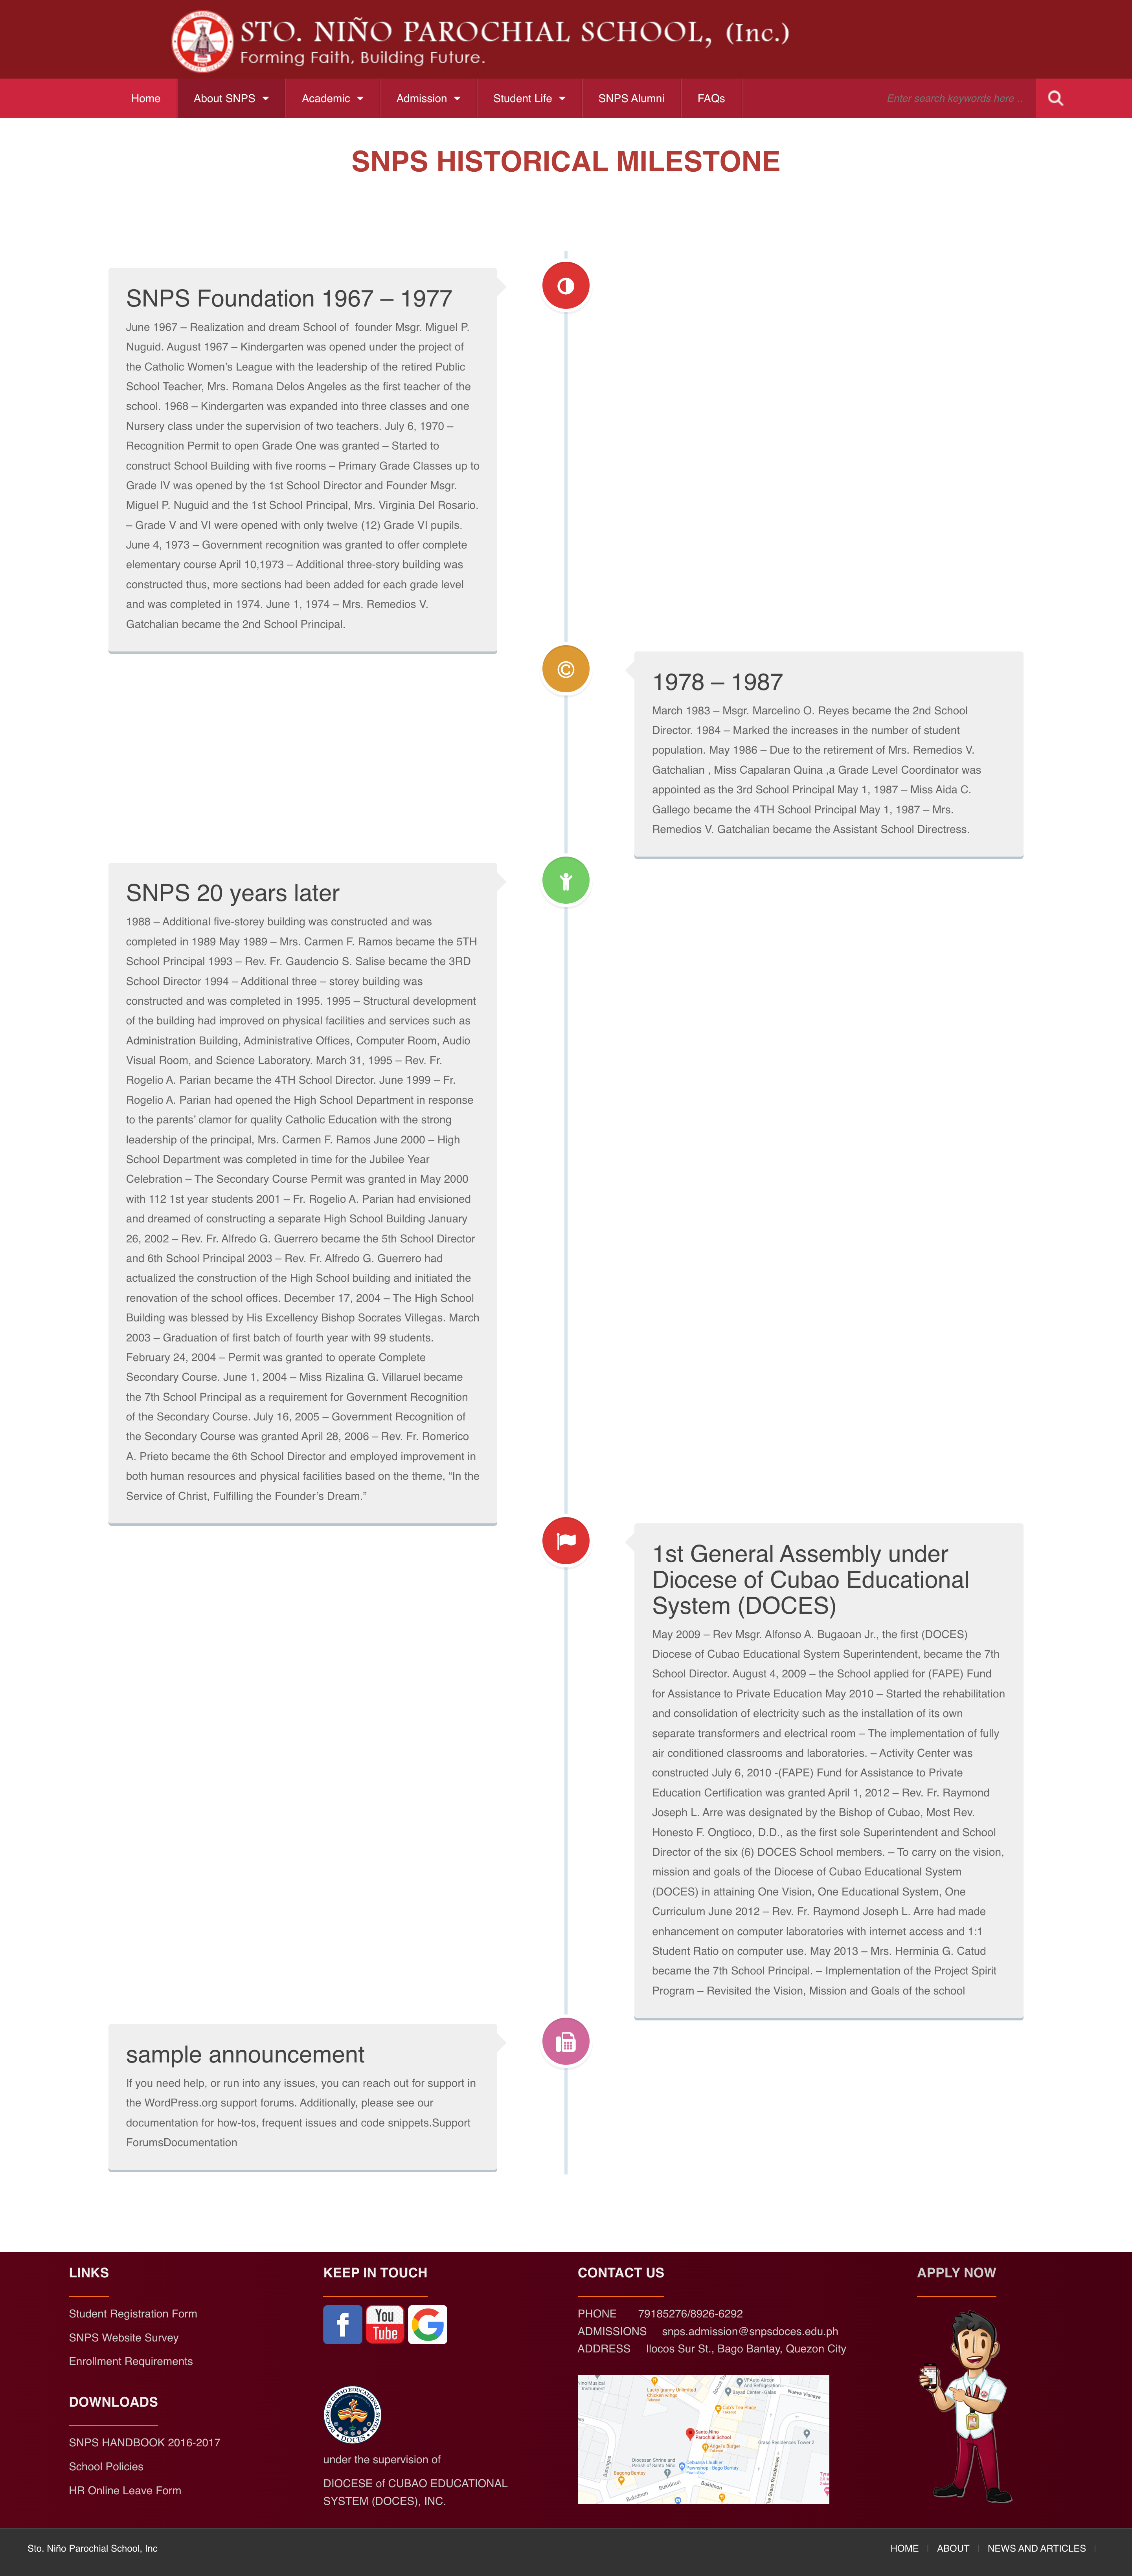 STO. NIÑO PAROCHIAL SCHOOL, (Inc.)
Forming Faith, Building Future.
Home
About SNPS
Academic
Admission
Student Life
SNPS Alumni
FAQs
Enter search keywords here ..
SNPS HISTORICAL MILESTONE
SNPS Foundation 1967 – 1977
June 1967 – Realization and dream School of  founder Msgr. Miguel P.
Nuguid. August 1967 – Kindergarten was opened under the project of
the Catholic Women's League with the leadership of the retired Public
School Teacher, Mrs. Romana Delos Angeles as the first teacher of the
school. 1968 – Kindergarten was expanded into three classes and one
Nursery class under the supervision of two teachers. July 6, 1970 –
Recognition Permit to open Grade One was granted – Started to
construct School Building with five rooms – Primary Grade Classes up to
Grade IV was opened by the 1st School Director and Founder Msgr.
Miguel P. Nuguid and the 1st School Principal, Mrs. Virginia Del Rosario.
– Grade V and VI were opened with only twelve (12) Grade VI pupils.
June 4, 1973 – Government recognition was granted to offer complete
elementary course April 10,1973 – Additional three-story building was
constructed thus, more sections had been added for each grade level
and was completed in 1974. June 1, 1974 – Mrs. Remedios V.
Gatchalian became the 2nd School Principal.
1978 – 1987
March 1983 – Msgr. Marcelino O. Reyes became the 2nd School
Director. 1984 – Marked the increases in the number of student
population. May 1986 – Due to the retirement of Mrs. Remedios V.
Gatchalian , Miss Capalaran Quina ,a Grade Level Coordinator was
appointed as the 3rd School Principal May 1, 1987 – Miss Aida C.
Gallego became the 4TH School Principal May 1, 1987 – Mrs.
Remedios V. Gatchalian became the Assistant School Directress.
SNPS 20 years later
1988 – Additional five-storey building was constructed and was
completed in 1989 May 1989 – Mrs. Carmen F. Ramos became the 5TH
School Principal 1993 – Rev. Fr. Gaudencio S. Salise became the 3RD
School Director 1994 – Additional three – storey building was
constructed and was completed in 1995. 1995 – Structural development
of the building had improved on physical facilities and services such as
Administration Building, Administrative Offices, Computer Room, Audio
Visual Room, and Science Laboratory. March 31, 1995 – Rev. Fr.
Rogelio A. Parian became the 4TH School Director. June 1999 – Fr.
Rogelio A. Parian had opened the High School Department in response
to the parents' clamor for quality Catholic Education with the strong
leadership of the principal, Mrs. Carmen F. Ramos June 2000 – High
School Department was completed in time for the Jubilee Year
Celebration – The Secondary Course Permit was granted in May 2000
with 112 1st year students 2001 – Fr. Rogelio A. Parian had envisioned
and dreamed of constructing a separate High School Building January
26, 2002 – Rev. Fr. Alfredo G. Guerrero became the 5th School Director
and 6th School Principal 2003 – Rev. Fr. Alfredo G. Guerrero had
actualized the construction of the High School building and initiated the
renovation of the school offices. December 17, 2004 – The High School
Building was blessed by His Excellency Bishop Socrates Villegas. March
2003 – Graduation of first batch of fourth year with 99 students.
February 24, 2004 – Permit was granted to operate Complete
Secondary Course. June 1, 2004 – Miss Rizalina G. Villaruel became
the 7th School Principal as a requirement for Government Recognition
of the Secondary Course. July 16, 2005 – Government Recognition of
the Secondary Course was granted April 28, 2006 – Rev. Fr. Romerico
A. Prieto became the 6th School Director and employed improvement in
both human resources and physical facilities based on the theme, “In the
Service of Christ, Fulfilling the Founder's Dream.”
1st General Assembly under
Diocese of Cubao Educational
System (DOCES)
May 2009 – Rev Msgr. Alfonso A. Bugaoan Jr., the first (DOCES)
Diocese of Cubao Educational System Superintendent, became the 7th
School Director. August 4, 2009 – the School applied for (FAPE) Fund
for Assistance to Private Education May 2010 – Started the rehabilitation
and consolidation of electricity such as the installation of its own
separate transformers and electrical room – The implementation of fully
air conditioned classrooms and laboratories. – Activity Center was
constructed July 6, 2010 -(FAPE) Fund for Assistance to Private
Education Certification was granted April 1, 2012 – Rev. Fr. Raymond
Joseph L. Arre was designated by the Bishop of Cubao, Most Rev.
Honesto F. Ongtioco, D.D., as the first sole Superintendent and School
Director of the six (6) DOCES School members. – To carry on the vision,
mission and goals of the Diocese of Cubao Educational System
(DOCES) in attaining One Vision, One Educational System, One
Curriculum June 2012 – Rev. Fr. Raymond Joseph L. Arre had made
enhancement on computer laboratories with internet access and 1:1
Student Ratio on computer use. May 2013 – Mrs. Herminia G. Catud
became the 7th School Principal. – Implementation of the Project Spirit
Program – Revisited the Vision, Mission and Goals of the school
sample announcement
If you need help, or run into any issues, you can reach out for support in
the WordPress.org support forums. Additionally, please see our
documentation for how-tos, frequent issues and code snippets.Support
ForumsDocumentation
LINKS
Student Registration Form
SNPS Website Survey
Enrollment Requirements
DOWNLOADS
SNPS HANDBOOK 2016-2017
School Policies
HR Online Leave Form
KEEP IN TOUCH
f
You
Tube
G
DOCES
under the supervision of
DIOCESE of CUBAO EDUCATIONAL
SYSTEM (DOCES), INC.
CONTACT US
PHONE 79185276/8926-6292
ADMISSIONS snps.admission@snpsdoces.edu.ph
ADDRESS Ilocos Sur St., Bago Bantay, Quezon City
Lucky granny Unlimited
Chicken wings
Nueva Vizcaya
Cuti's Tea Place
Santo Nino
Parochial School
Angel's Burger
Grass Residences Tower 2
Diocesan Shrine and
Parish of Santo Niño
Cebuana Lhuillier
Pawnshop - Bago Bantay
Bukidnon
Bukidnon
Bukidnon
APPLY NOW
Sto. Niño Parochial School, Inc
HOME
ABOUT
NEWS AND ARTICLES